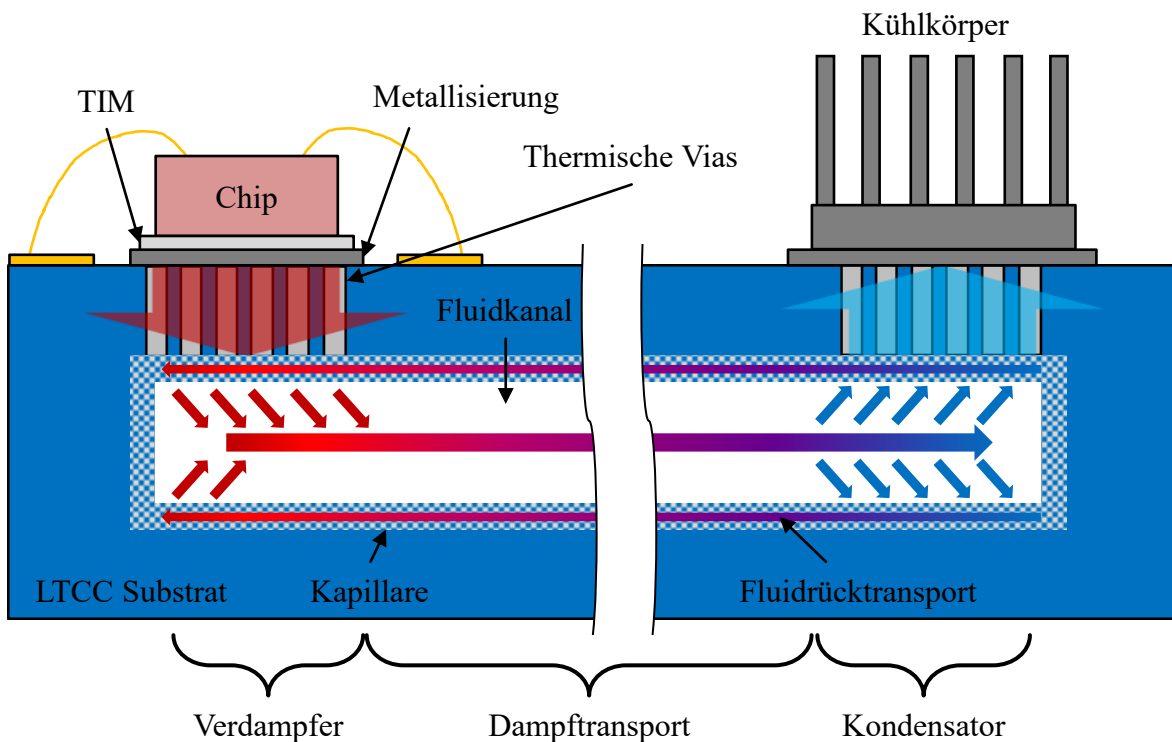 Kühlkörper
TIM
Metallisierung
Thermische Vias
Chip
Fluidkanal
LTCC Substrat
Kapillare
Fluidrücktransport
Verdampfer
Dampftransport
Kondensator